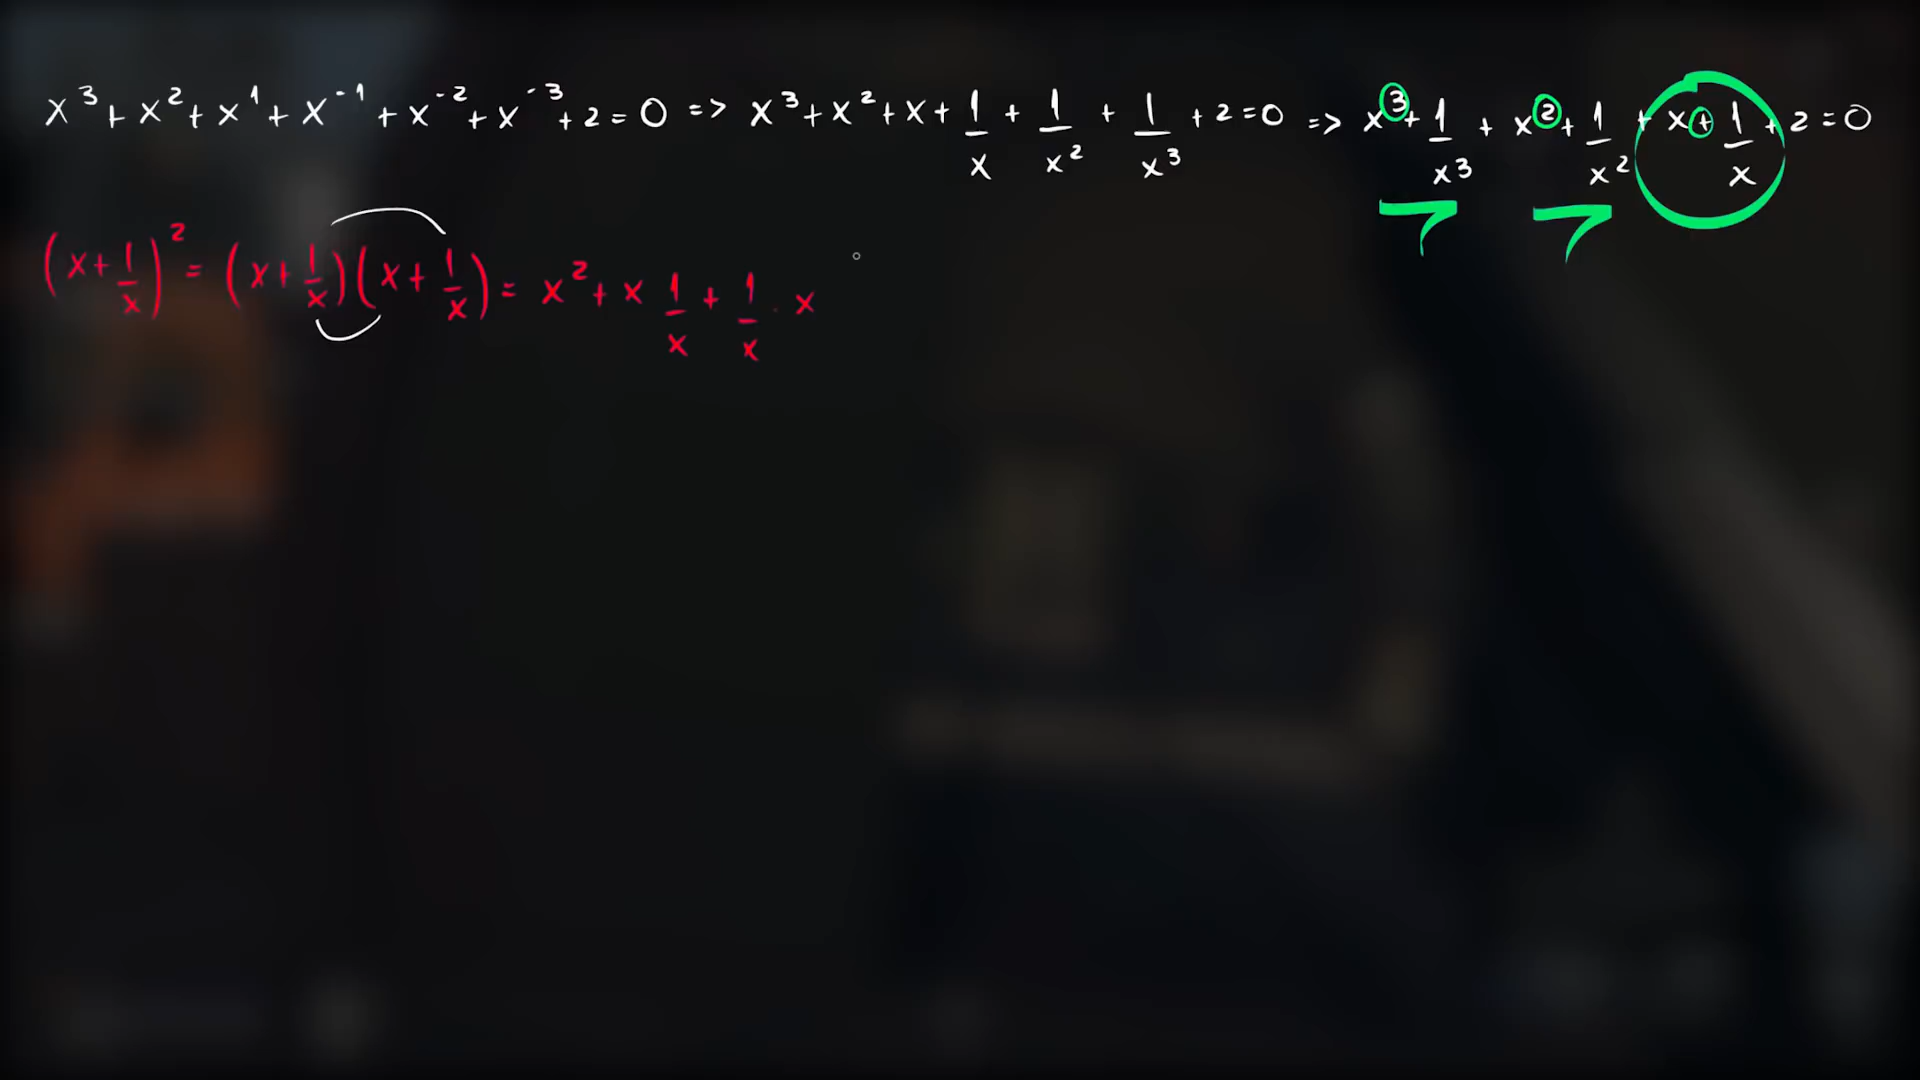 x³ + x² + x¹ + x⁻¹ + x⁻² + x⁻³ + 2 = 0 => x³ + x² + x + 1/x + 1/x² + 1/x³ + 2 = 0 => x³ + 1/x³ + x² + 1/x² + x + 1/x + 2 = 0
(x + 1/x)² = (x + 1/x)(x + 1/x) = x² + x 1/x + 1/x · x